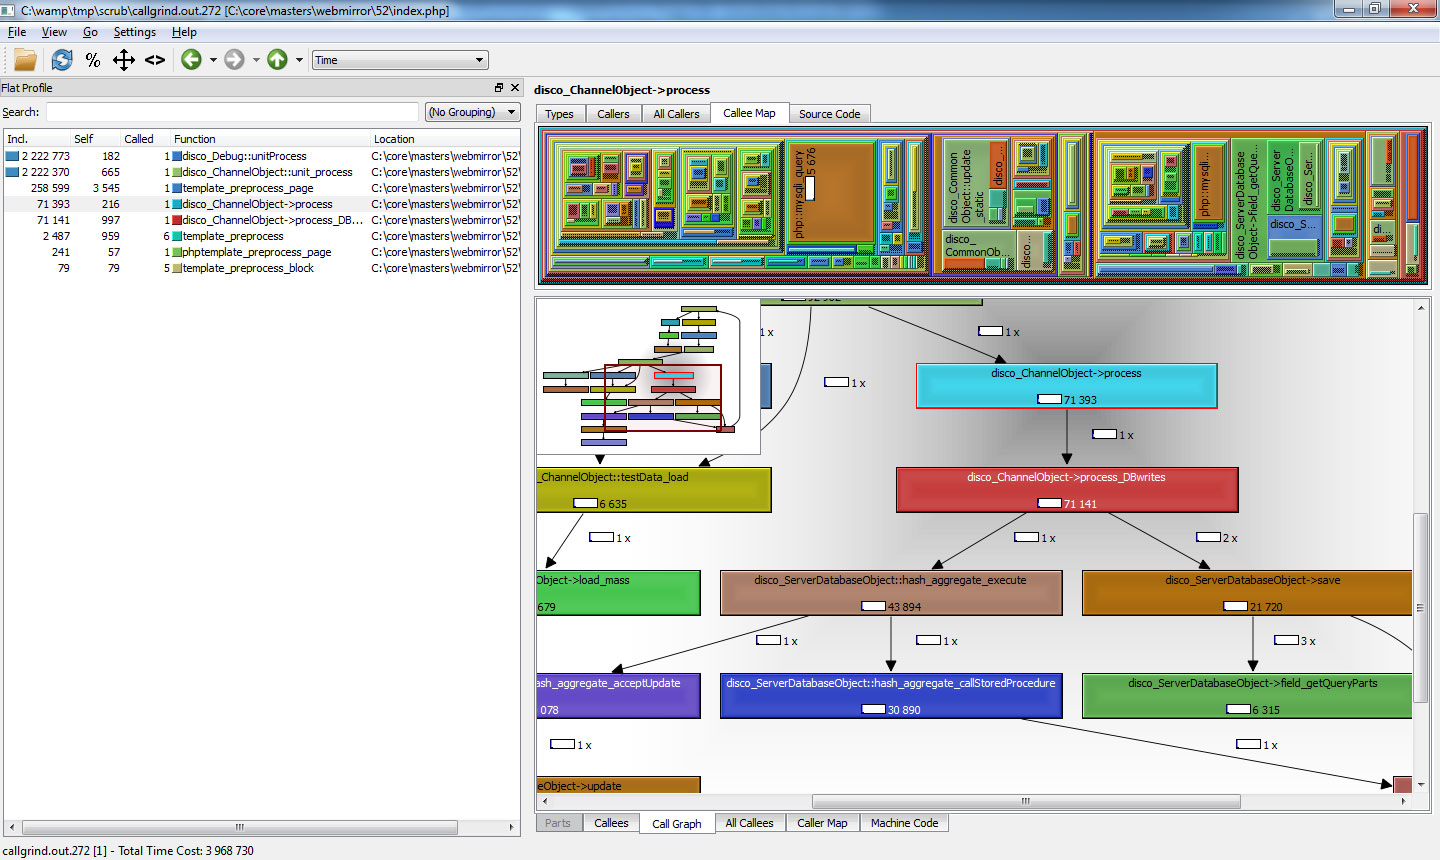 C:\wamp\tmp\scrub\callgrind.out.272 [C:\core\masters\webmirror\52\index.php]
File View Go Settings Help
% <> Time
Flat Profile
Search: (No Grouping)
Incl. Self Called Function Location
2 222 773 182 1 disco_Debug::unitProcess C:\core\masters\webmirror\52\
2 222 370 665 1 disco_ChannelObject::unit_process C:\core\masters\webmirror\52\
258 599 3 545 1 template_preprocess_page C:\core\masters\webmirror\52\
71 393 216 1 disco_ChannelObject->process C:\core\masters\webmirror\52\
71 141 997 1 disco_ChannelObject->process_DB... C:\core\masters\webmirror\52\
2 487 959 6 template_preprocess C:\core\masters\webmirror\52\
241 57 1 phptemplate_preprocess_page C:\core\masters\webmirror\52\
79 79 5 template_preprocess_block C:\core\masters\webmirror\52\
disco_ChannelObject->process
Types Callers All Callers Callee Map Source Code
php::mysqli_query
5 676
disco_Common
Object::update
_static
disco_...
disco_
CommonOb...
disco...
php::mysqli...
disco_ServerDatabase
Object->field_getQue...
disco_Server
DatabaseO...
disco_Ser...
disco_S...
di...
1 x
1 x
1 x
disco_ChannelObject->process
71 393
1 x
_ChannelObject::testData_load
6 635
disco_ChannelObject->process_DBwrites
71 141
1 x
1 x
2 x
Object->load_mass
679
disco_ServerDatabaseObject::hash_aggregate_execute
43 894
disco_ServerDatabaseObject->save
21 720
1 x
1 x
3 x
ash_aggregate_acceptUpdate
078
disco_ServerDatabaseObject::hash_aggregate_callStoredProcedure
30 890
disco_ServerDatabaseObject->field_getQueryParts
6 315
1 x
1 x
eObject->update
Parts Callees Call Graph All Callees Caller Map Machine Code
callgrind.out.272 [1] - Total Time Cost: 3 968 730